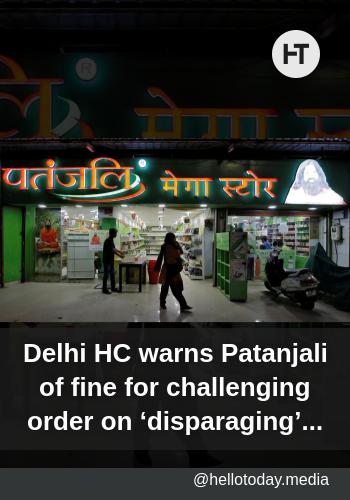 HT
®
पतंजलि
मेगा स्टोर
Delhi HC warns Patanjali
of fine for challenging
order on ‘disparaging’...
@hellotoday.media